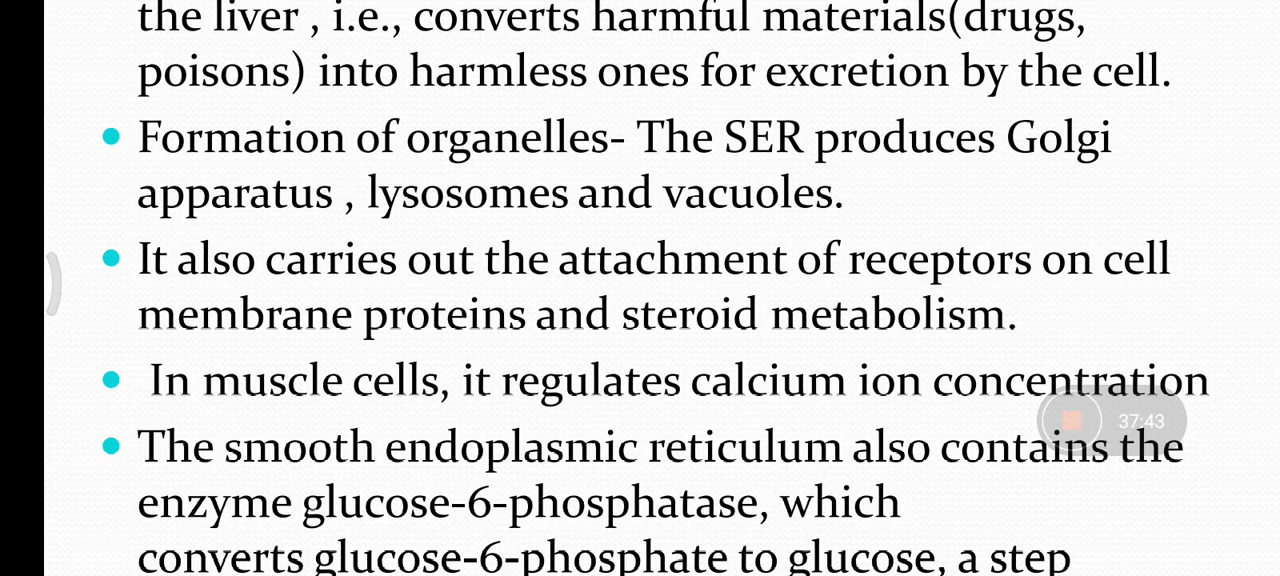 the liver , i.e., converts harmful materials(drugs,
poisons) into harmless ones for excretion by the cell.
Formation of organelles- The SER produces Golgi
apparatus , lysosomes and vacuoles.
It also carries out the attachment of receptors on cell
membrane proteins and steroid metabolism.
In muscle cells, it regulates calcium ion concentration
37:43
The smooth endoplasmic reticulum also contains the
enzyme glucose-6-phosphatase, which
converts glucose-6-phosphate to glucose, a step